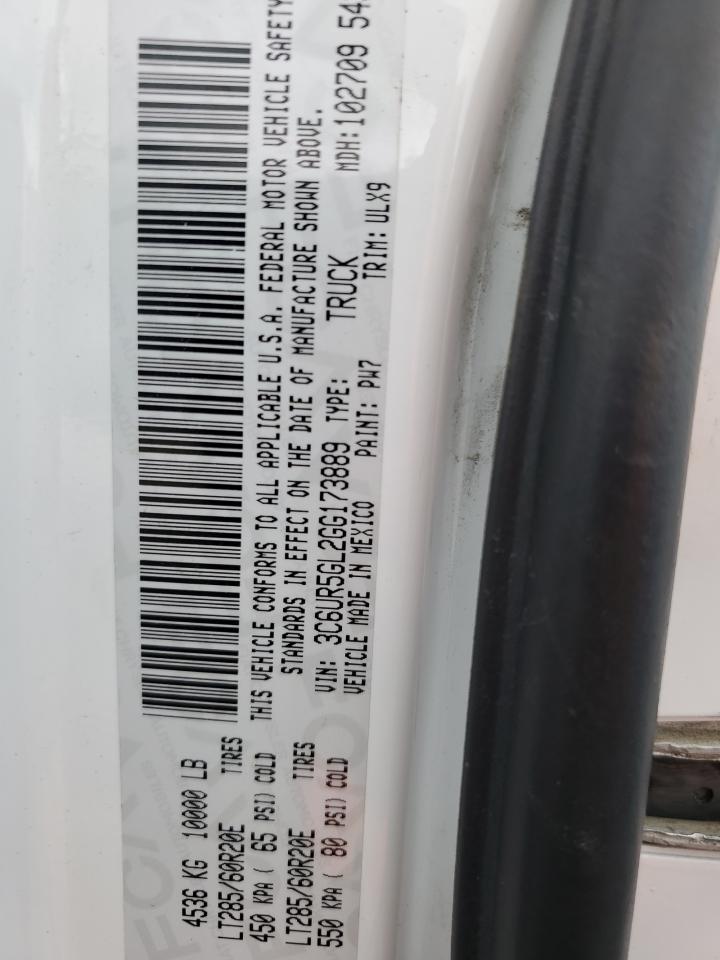 4536 KG 10000 LB
LT285/60R20E TIRES
450 KPA ( 65 PSI) COLD
LT285/60R20E TIRES
550 KPA ( 80 PSI) COLD
THIS VEHICLE CONFORMS TO ALL APPLICABLE U.S.A. FEDERAL MOTOR VEHICLE SAFETY
STANDARDS IN EFFECT ON THE DATE OF MANUFACTURE SHOWN ABOVE.
VIN: 3C6UR5GL2GG173889 TYPE: TRUCK MDH: 102709 54
VEHICLE MADE IN MEXICO PAINT: PW7 TRIM: ULX9